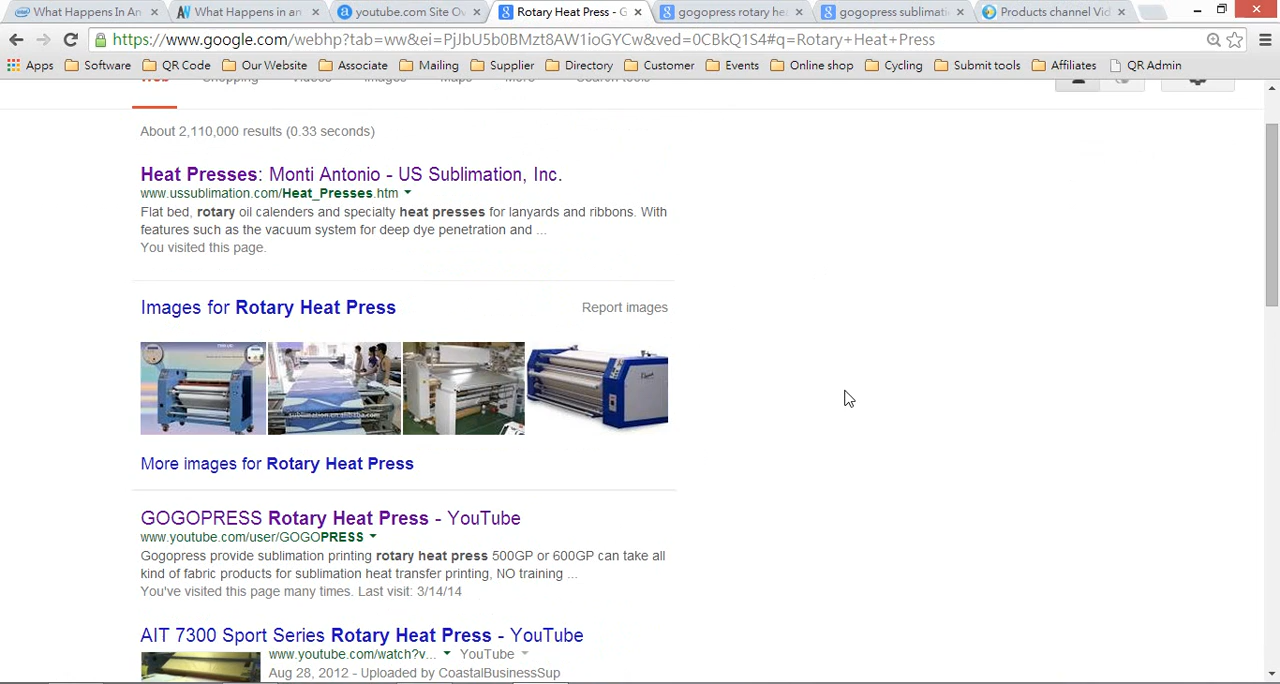 What Happens In An
What Happens in an
youtube.com Site Ov
Rotary Heat Press - G
gogopress rotary he
gogopress sublimati
Products channel Vid
https://www.google.com/webhp?tab=ww&ei=PJJbU5b0BMzt8AW1ioGYCw&ved=0CBkQ1S4#q=Rotary+Heat+Press
Apps Software QR Code Our Website Associate Mailing Supplier Directory Customer Events Online shop Cycling Submit tools Affiliates QR Admin
Web Shopping Videos Images Maps More Search tools
About 2,110,000 results (0.33 seconds)
Heat Presses: Monti Antonio - US Sublimation, Inc.
www.ussublimation.com/Heat_Presses.htm
Flat bed, rotary oil calenders and specialty heat presses for lanyards and ribbons. With
features such as the vacuum system for deep dye penetration and ...
You visited this page.
Images for Rotary Heat Press
Report images
sublimation.en.alibaba.com
More images for Rotary Heat Press
GOGOPRESS Rotary Heat Press - YouTube
www.youtube.com/user/GOGOPRESS
Gogopress provide sublimation printing rotary heat press 500GP or 600GP can take all
kind of fabric products for sublimation heat transfer printing, NO training ...
You've visited this page many times. Last visit: 3/14/14
AIT 7300 Sport Series Rotary Heat Press - YouTube
www.youtube.com/watch?v... YouTube
Aug 28, 2012 - Uploaded by CoastalBusinessSup